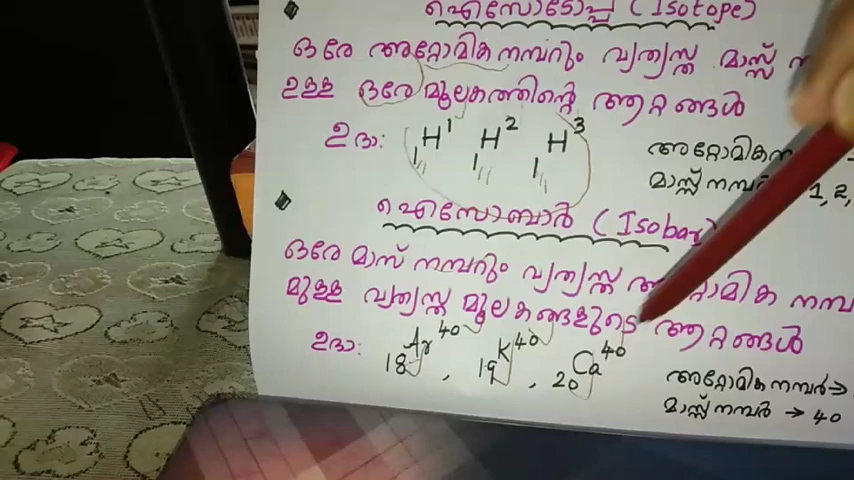 ഐസോടോപ്പ് (Isotope)
ഒരേ അറ്റോമിക നമ്പറും വ്യത്യസ്ത മാസ്സ്
ഉള്ള ഒരേ മൂലകത്തിന്റെ ആറ്റങ്ങൾ
ഉദാ: ₁H¹ ₁H² ₁H³
അറ്റോമികന
മാസ്സ് നമ്പർ 1, 2,
ഐസോബാർ (Isobar)
ഒരേ മാസ് നമ്പറും വ്യത്യസ്ത അറ്റോമിക നമ്പ
മുള്ള വ്യത്യസ്ത മൂലകങ്ങളുടെ ആറ്റങ്ങൾ
ഉദാ: ₁₈Ar⁴⁰, ₁₉K⁴⁰, ₂₀Ca⁴⁰
അറ്റോമിക നമ്പർ →
മാസ്സ് നമ്പർ → 40